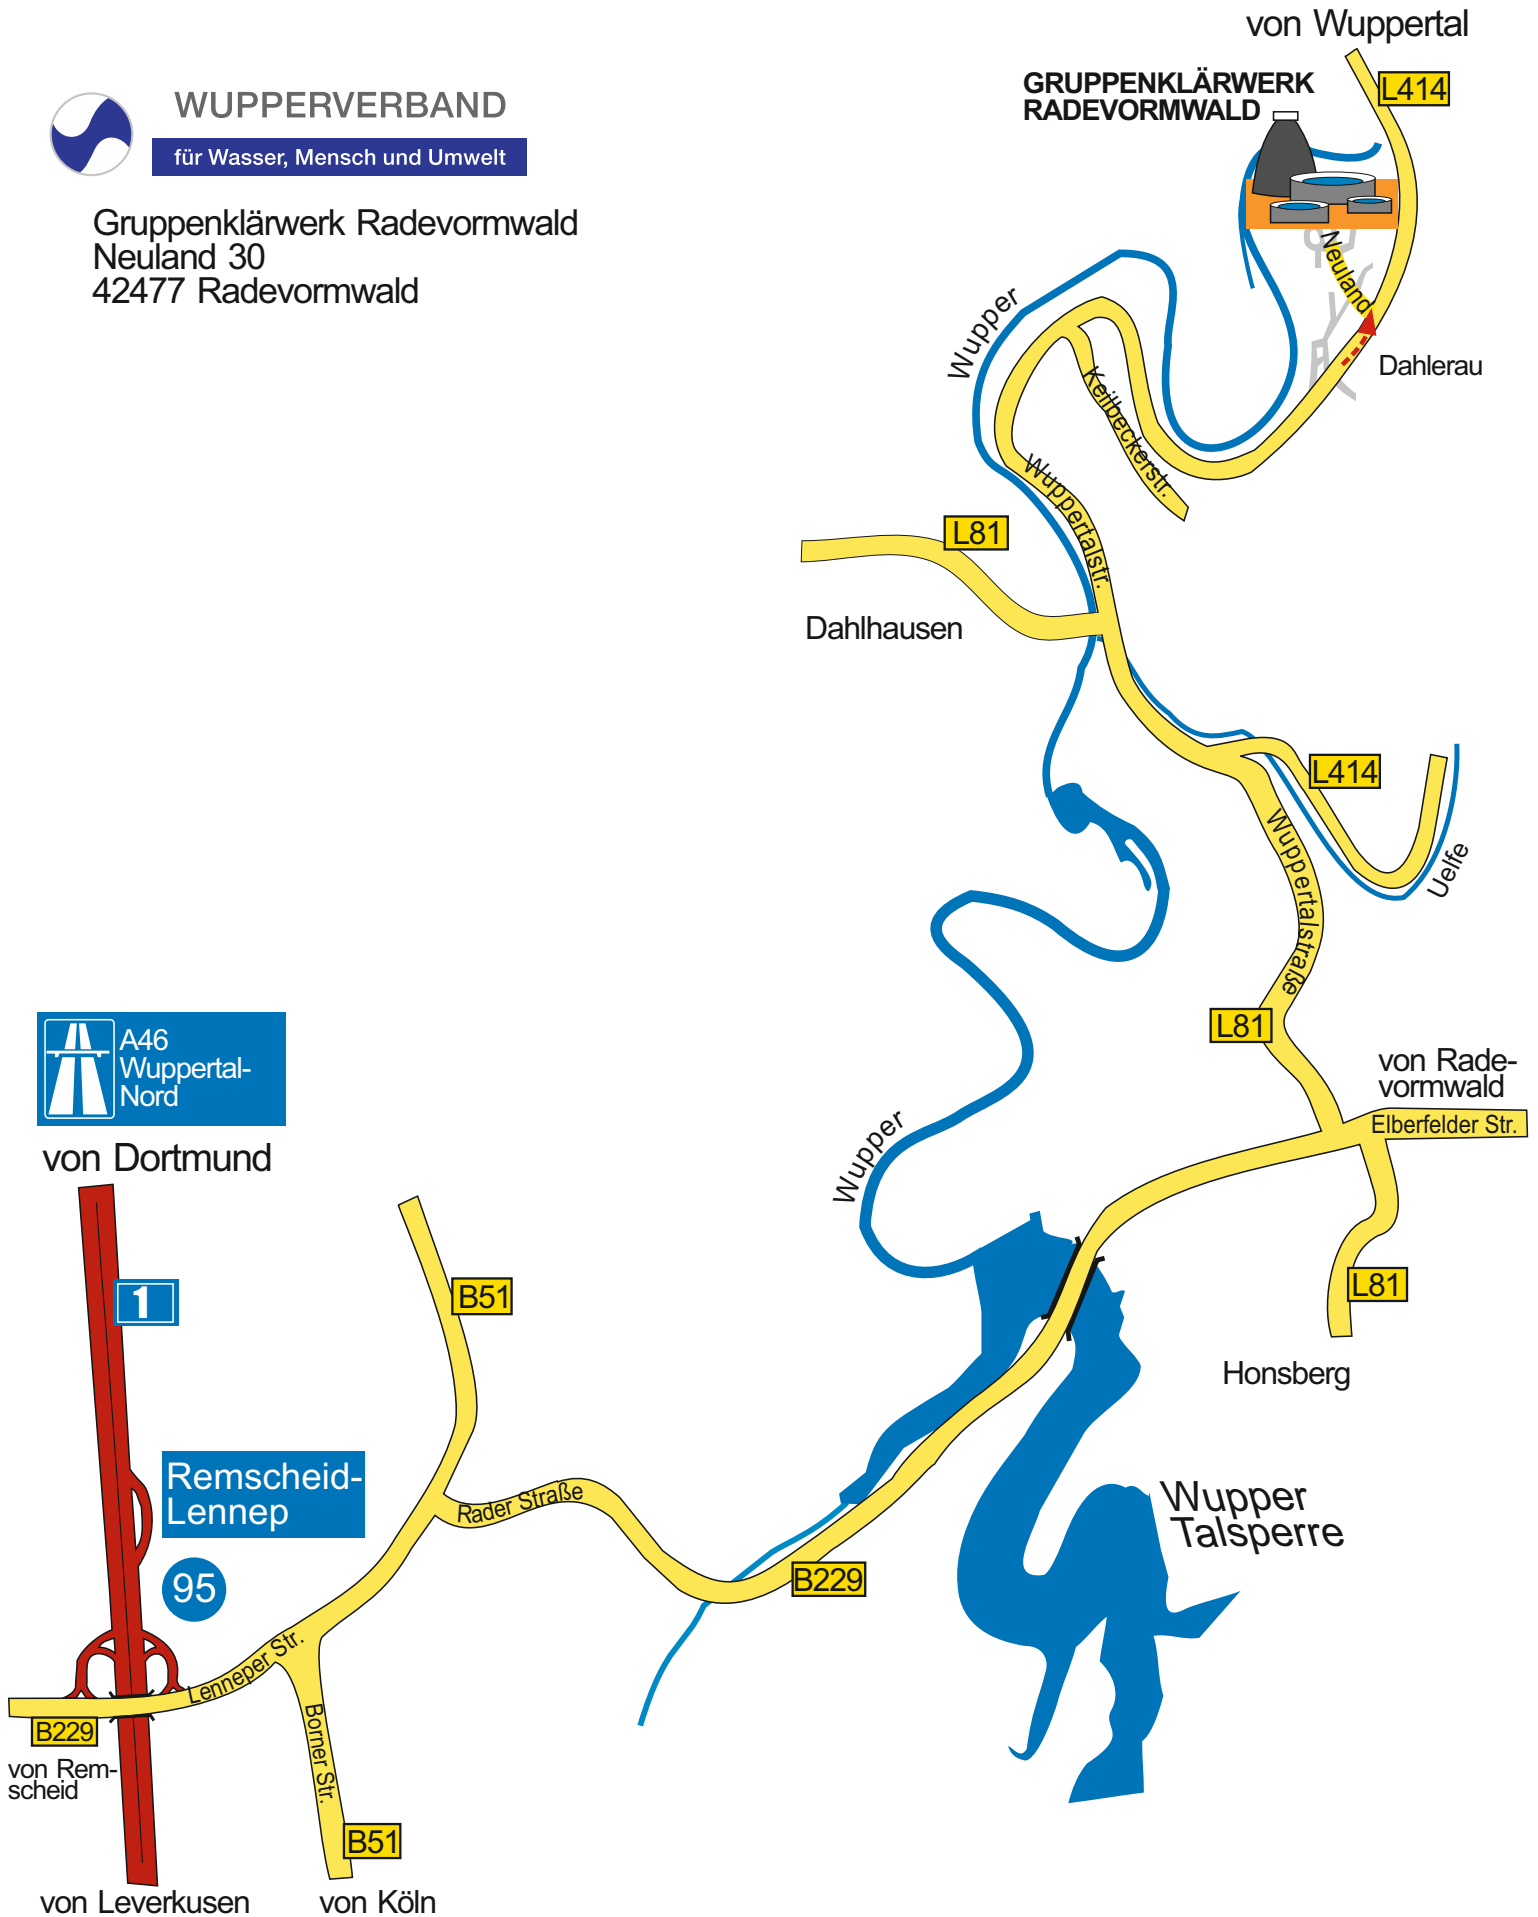 von Wuppertal
GRUPPENKLÄRWERK
RADEVORMWALD
L414
WUPPERVERBAND
für Wasser, Mensch und Umwelt
Gruppenklärwerk Radevormwald
Neuland 30
42477 Radevormwald
Neuland
Wupper
Dahlerau
Keilbeckerstr.
Wuppertalstr.
L81
Dahlhausen
L414
Wuppertalstraße
Uelfe
L81
A46
Wuppertal-
Nord
von Rade-
vormwald
Elberfelder Str.
Wupper
von Dortmund
1
B51
L81
Honsberg
Remscheid-
Lennep
Rader Straße
Wupper
Talsperre
95
B229
Lenneper Str.
Borner Str.
B229
von Rem-
scheid
B51
von Leverkusen
von Köln